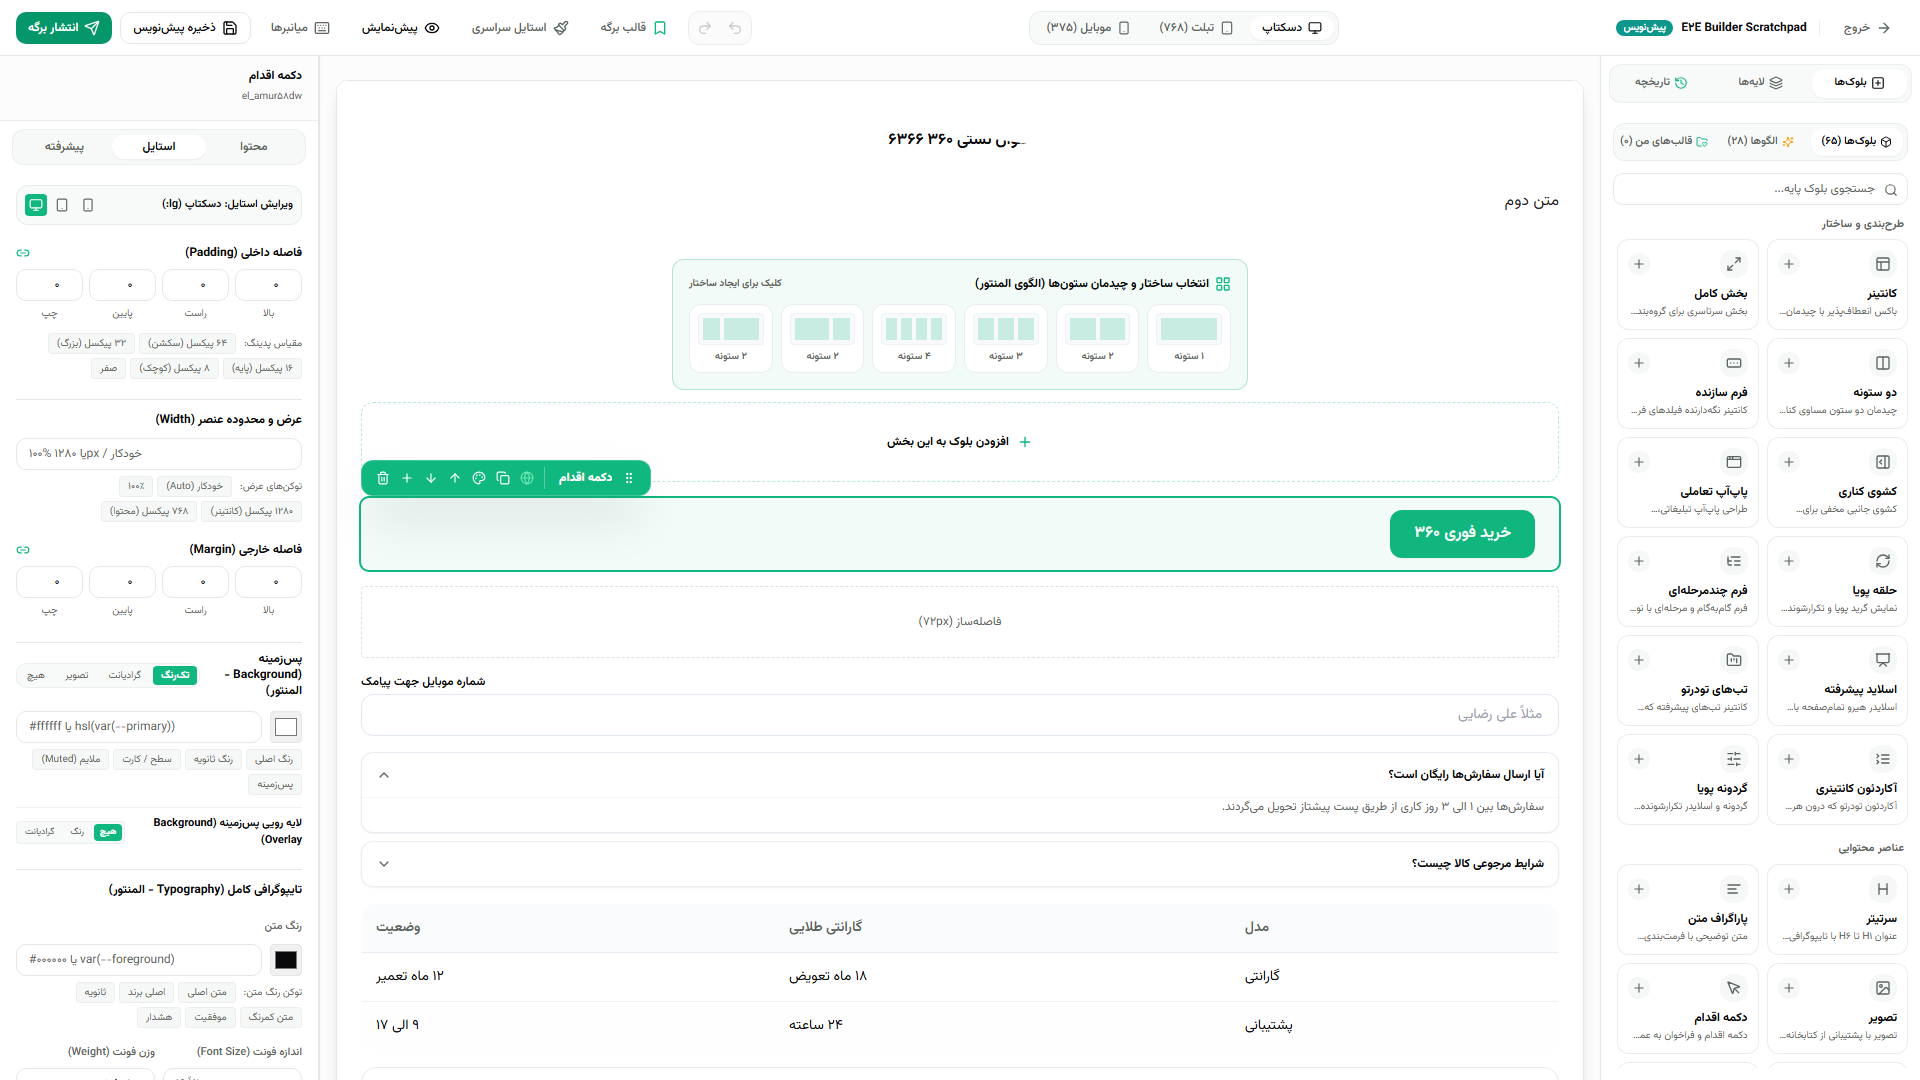 خروج
E2E Builder Scratchpad
پیش‌نویس
دسکتاپ
تبلت (۷۶۸)
موبایل (۳۷۵)
قالب برگه
استایل سراسری
پیش‌نمایش
میانبرها
ذخیره پیش‌نویس
انتشار برگه
بلوک‌ها
لایه‌ها
تاریخچه
بلوک‌ها (۶۵)
الگوها (۲۸)
قالب‌های من (۰)
جستجوی بلوک پایه...
طرح‌بندی و ساختار
کانتینر
باکس انعطاف‌پذیر با چیدمان...
بخش کامل
بخش سرتاسری برای گروه‌بند...
دو ستونه
چیدمان دو ستون مساوی کنا...
فرم سازنده
کانتینر نگه‌دارنده فیلدهای فر...
کشوی کناری
کشوی جانبی مخفی برای...
پاپ‌آپ تعاملی
طراحی پاپ‌آپ تبلیغاتی،...
حلقه پویا
نمایش گرید پویا و تکرارشوند...
فرم چندمرحله‌ای
فرم گام‌به‌گام و مرحله‌ای با نو...
اسلاید پیشرفته
اسلایدر هیرو تمام‌صفحه با...
تب‌های تودرتو
کانتینر تب‌های پیشرفته که...
آکاردئون کانتینری
آکاردئون تودرتو که درون هر...
گردونه پویا
گردونه و اسلایدر تکرارشونده...
عناصر محتوایی
سرتیتر
عنوان H1 تا H6 با تایپوگرافی...
پاراگراف متن
متن توضیحی با فرمت‌بندی...
تصویر
تصویر با پشتیبانی از کتابخانه...
دکمه اقدام
دکمه اقدام و فراخوان به عمـ...
تستی ۳۶۰ ۶۳۶۶
متن دوم
انتخاب ساختار و چیدمان ستون‌ها (الگوی المنتور)
کلیک برای ایجاد ساختار
۱ ستونه
۲ ستونه
۳ ستونه
۴ ستونه
۲ ستونه
۲ ستونه
افزودن بلوک به این بخش
دکمه اقدام
خرید فوری ۳۶۰
فاصله‌ساز (۷۲px)
شماره موبایل جهت پیامک
مثلاً علی رضایی
آیا ارسال سفارش‌ها رایگان است؟
سفارش‌ها بین ۱ الی ۳ روز کاری از طریق پست پیشتاز تحویل می‌گردند.
شرایط مرجوعی کالا چیست؟
مدل
گارانتی طلایی
وضعیت
گارانتی
۱۸ ماه تعویض
۱۲ ماه تعمیر
پشتیبانی
۲۴ ساعته
۹ الی ۱۷
دکمه اقدام
el_amur58dw
محتوا
استایل
پیشرفته
ویرایش استایل: دسکتاپ (lg:)
فاصله داخلی (Padding)
۰
۰
۰
۰
بالا
راست
پایین
چپ
مقیاس پدینگ:
۶۴ پیکسل (سکشن)
۳۲ پیکسل (بزرگ)
۱۶ پیکسل (پایه)
۸ پیکسل (کوچک)
صفر
عرض و محدوده عنصر (Width)
خودکار / px یا ۱۲۸۰ ۱۰۰%
توکن‌های عرض:
خودکار (Auto)
۱۰۰٪
۱۲۸۰ پیکسل (کانتینر)
۷۶۸ پیکسل (محتوا)
فاصله خارجی (Margin)
۰
۰
۰
۰
بالا
راست
پایین
چپ
پس‌زمینه (Background - المنتور)
تک‌رنگ
گرادیانت
تصویر
هیچ
#ffffff یا hsl(var(--primary))
رنگ اصلی
رنگ ثانویه
سطح / کارت
ملایم (Muted)
پس‌زمینه
لایه رویی پس‌زمینه (Background Overlay)
هیچ
رنگ
گرادیانت
تایپوگرافی کامل (Typography - المنتور)
رنگ متن
#000000 یا var(--foreground)
توکن رنگ متن:
متن اصلی
اصلی برند
ثانویه
متن کمرنگ
موفقیت
هشدار
اندازه فونت (Font Size)
وزن فونت (Weight)